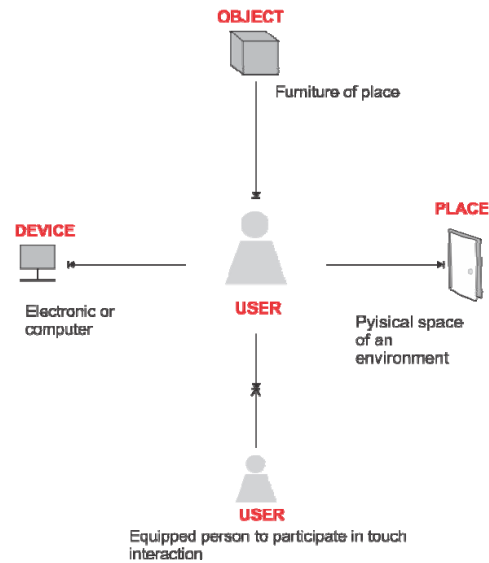 OBJECT
Furniture of place
PLACE
DEVICE
Electronic or
computer
USER
Pyisical space
of an
environment
USER
Equipped person to participate in touch
interaction